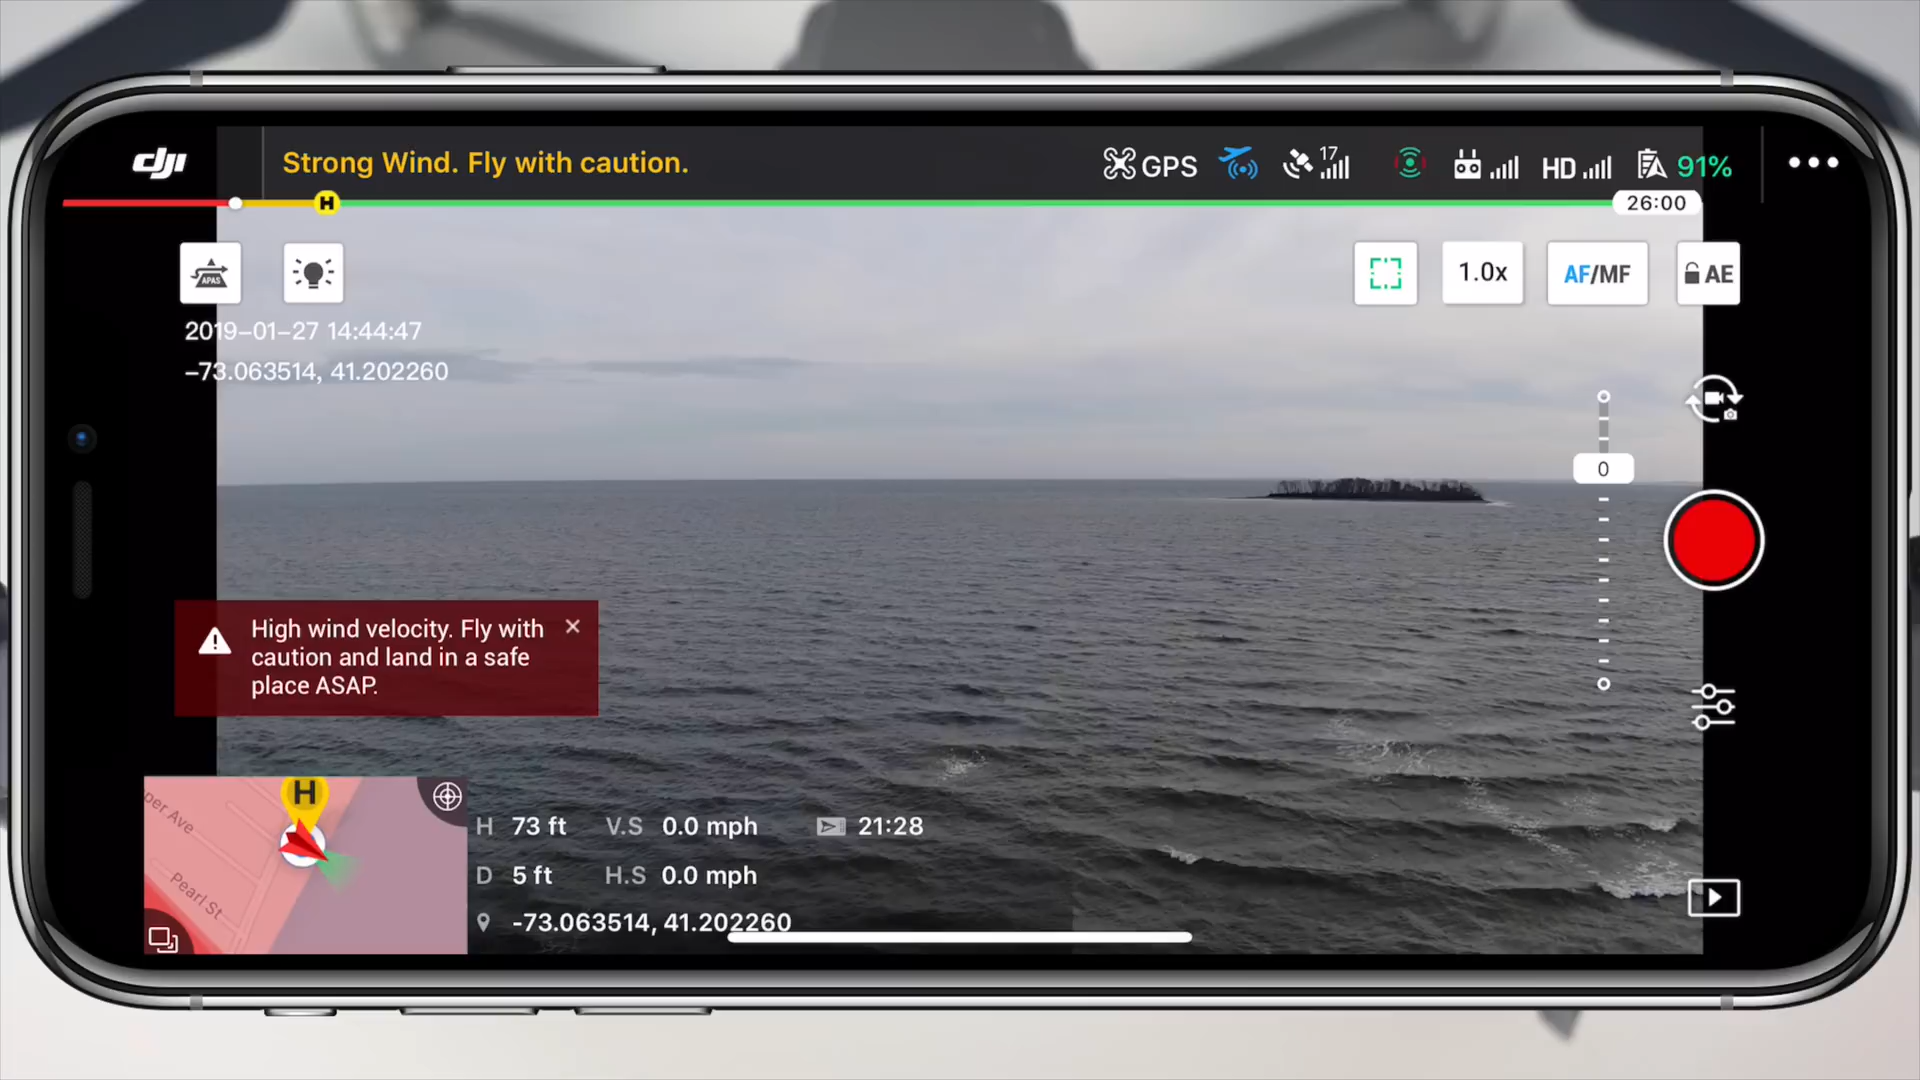 dji
Strong Wind. Fly with caution.
GPS
17
HD
91%
H
26:00
APAS
1.0x
AF/MF
AE
2019-01-27 14:44:47
-73.063514, 41.202260
0
High wind velocity. Fly with
caution and land in a safe
place ASAP.
H
per Ave
Pearl St
H 73 ft V.S 0.0 mph 21:28
D 5 ft H.S 0.0 mph
-73.063514, 41.202260